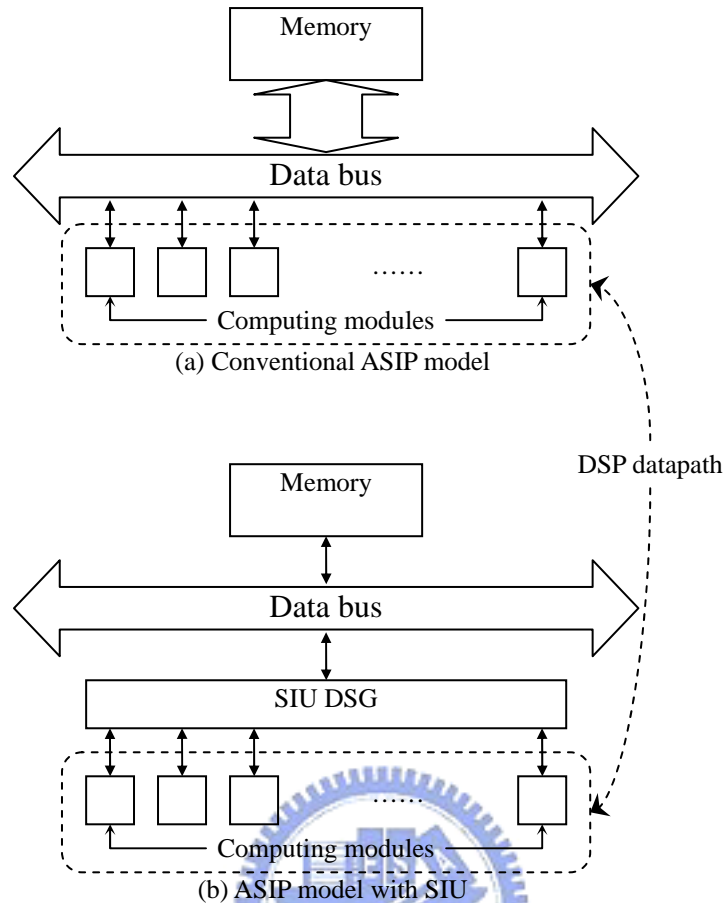 Memory
Data bus
......
Computing modules
(a) Conventional ASIP model
DSP datapath
Memory
Data bus
SIU DSG
......
Computing modules
(b) ASIP model with SIU